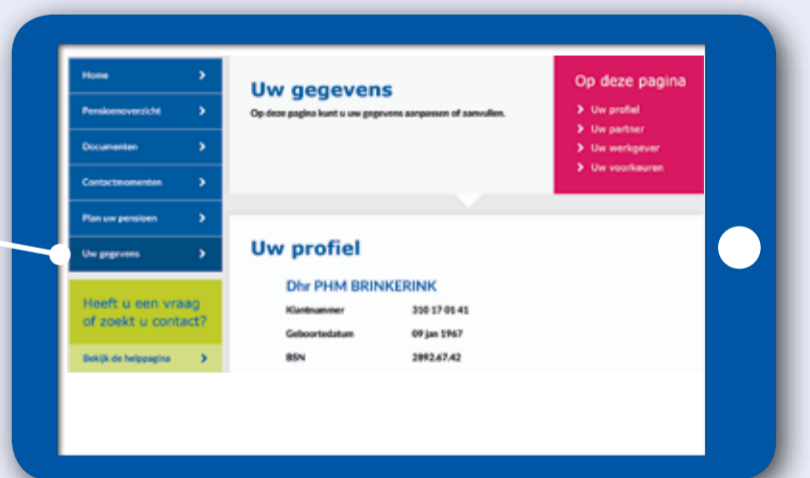 Home
Pensioenoverzicht
Documenten
Contactmomenten
Plan uw pensioen
Uw gegevens
Heeft u een vraag
of zoekt u contact?
Bekijk de helppagina
Uw gegevens
Op deze pagina kunt u uw gegevens aanpassen of aanvullen.
Op deze pagina
Uw profiel
Uw partner
Uw werkgever
Uw voorkeuren
Uw profiel
Dhr PHM BRINKERINK
Klantnummer 310 17 01 41
Geboortedatum 09 jan 1967
BSN 2892.67.42